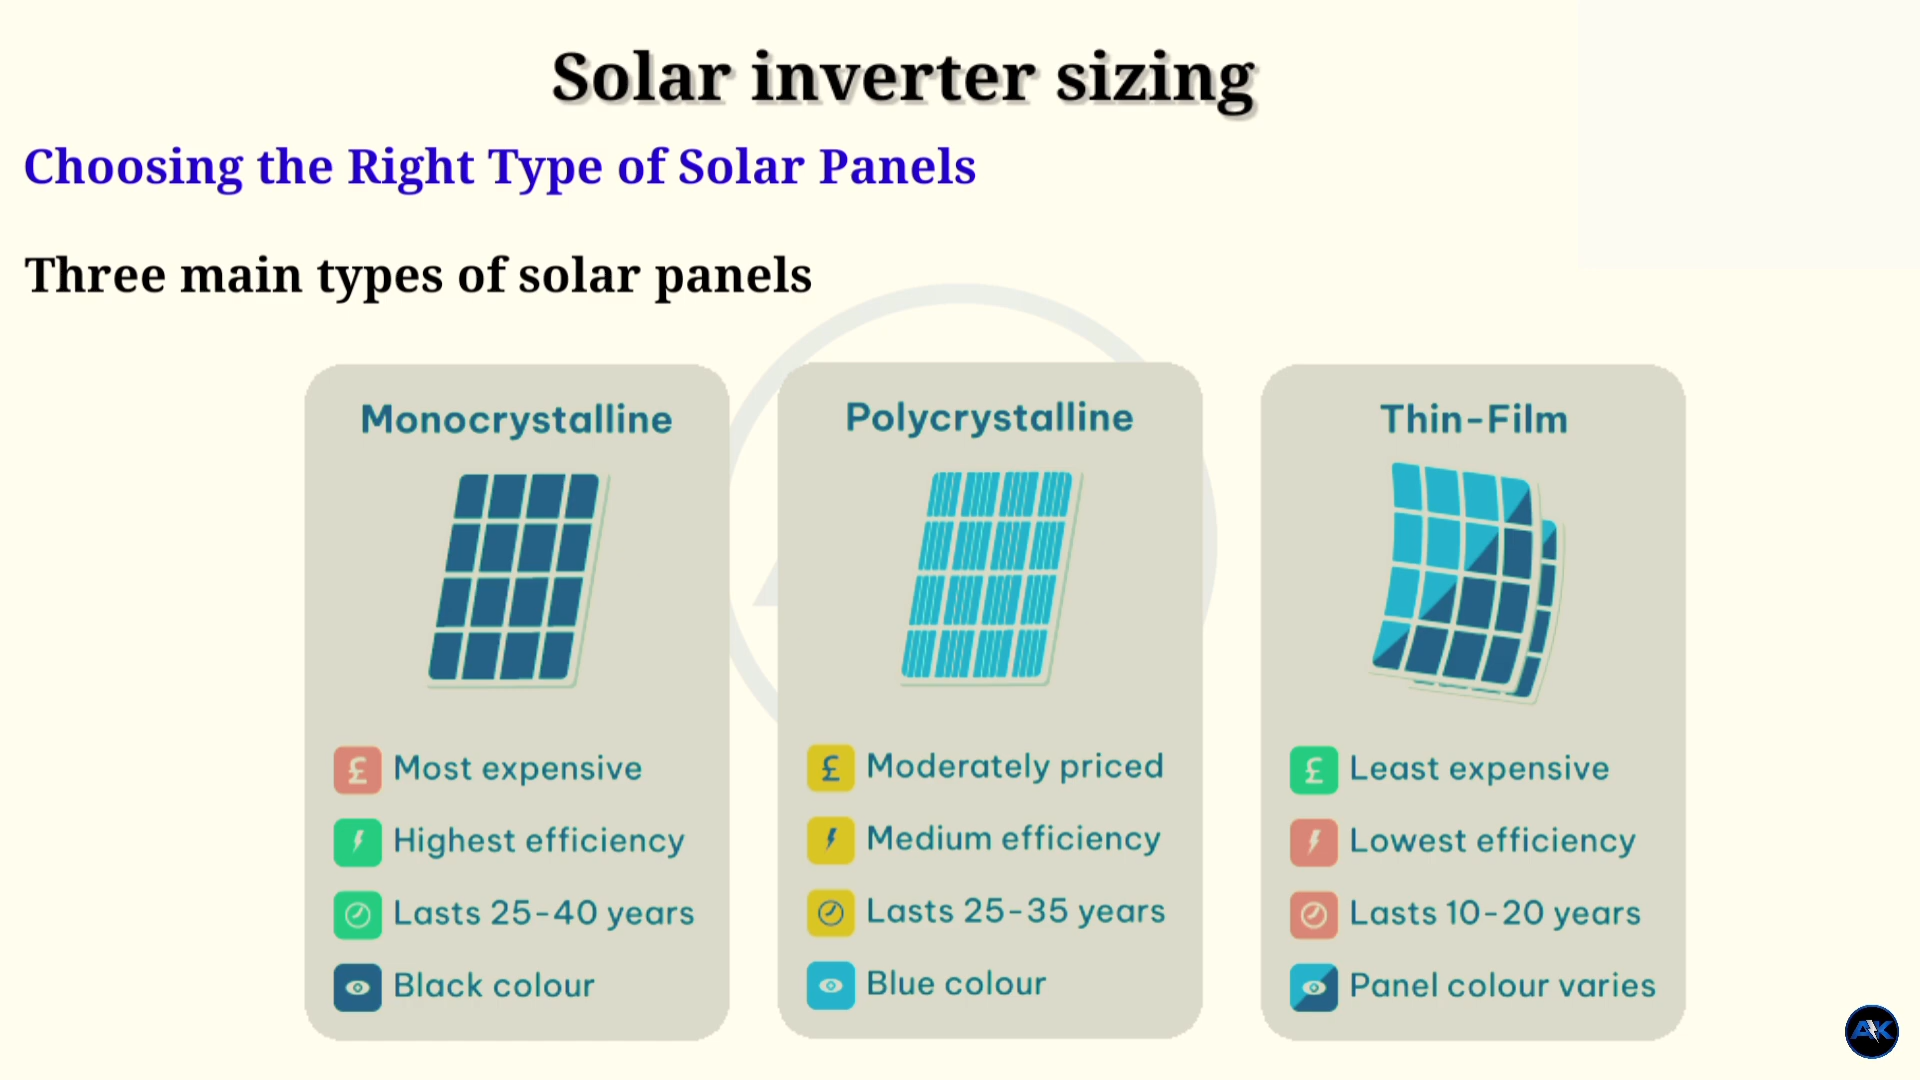 Solar inverter sizing
Choosing the Right Type of Solar Panels
Three main types of solar panels
Monocrystalline
£ Most expensive
Highest efficiency
Lasts 25-40 years
Black colour
Polycrystalline
£ Moderately priced
Medium efficiency
Lasts 25-35 years
Blue colour
Thin-Film
£ Least expensive
Lowest efficiency
Lasts 10-20 years
Panel colour varies
AK